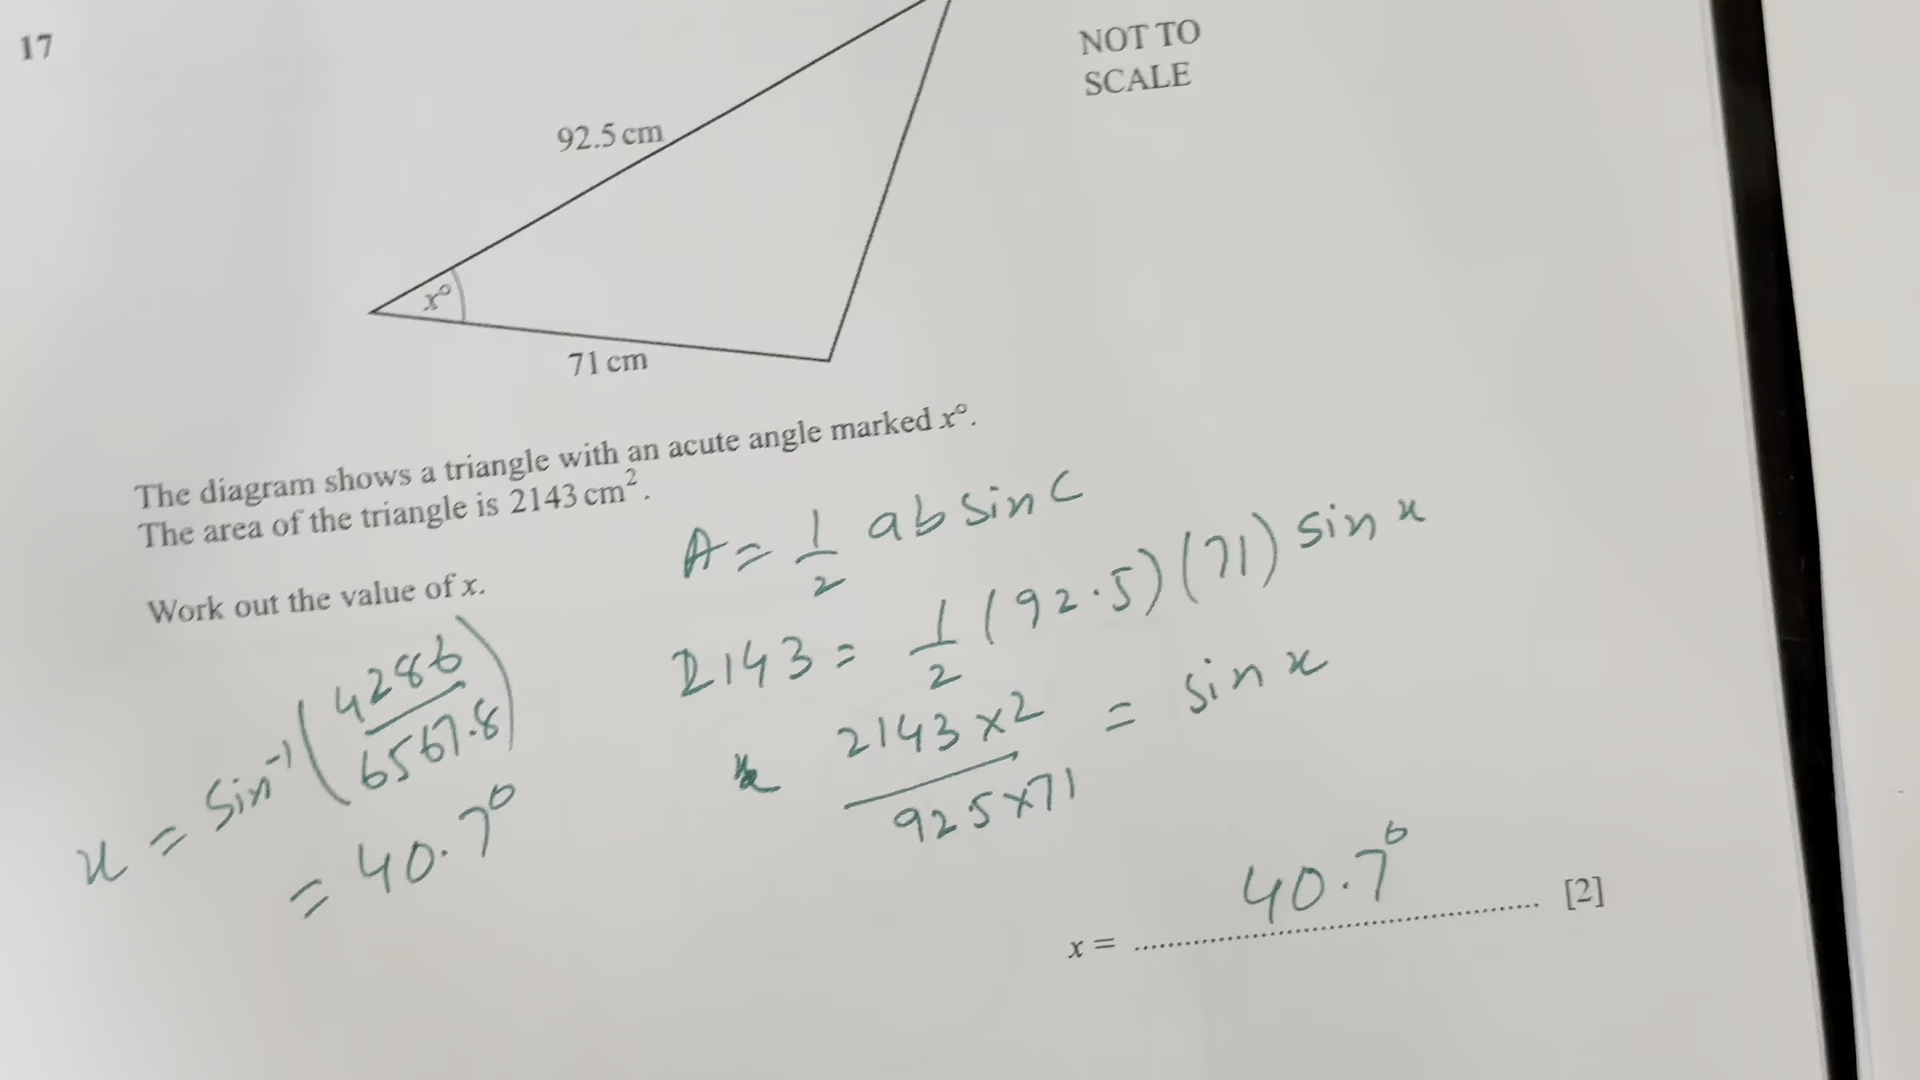 17
NOT TO
SCALE
92.5 cm
x°
71 cm
The diagram shows a triangle with an acute angle marked x°.
The area of the triangle is 2143 cm².
Work out the value of x.
A = 1/2 ab sin C
2143 = 1/2 (92.5)(71) sin x
2143 x 2 / 92.5 x 71 = sin x
x = Sin⁻¹ (4286 / 6567.8)
= 40.7°
x = 40.7° [2]